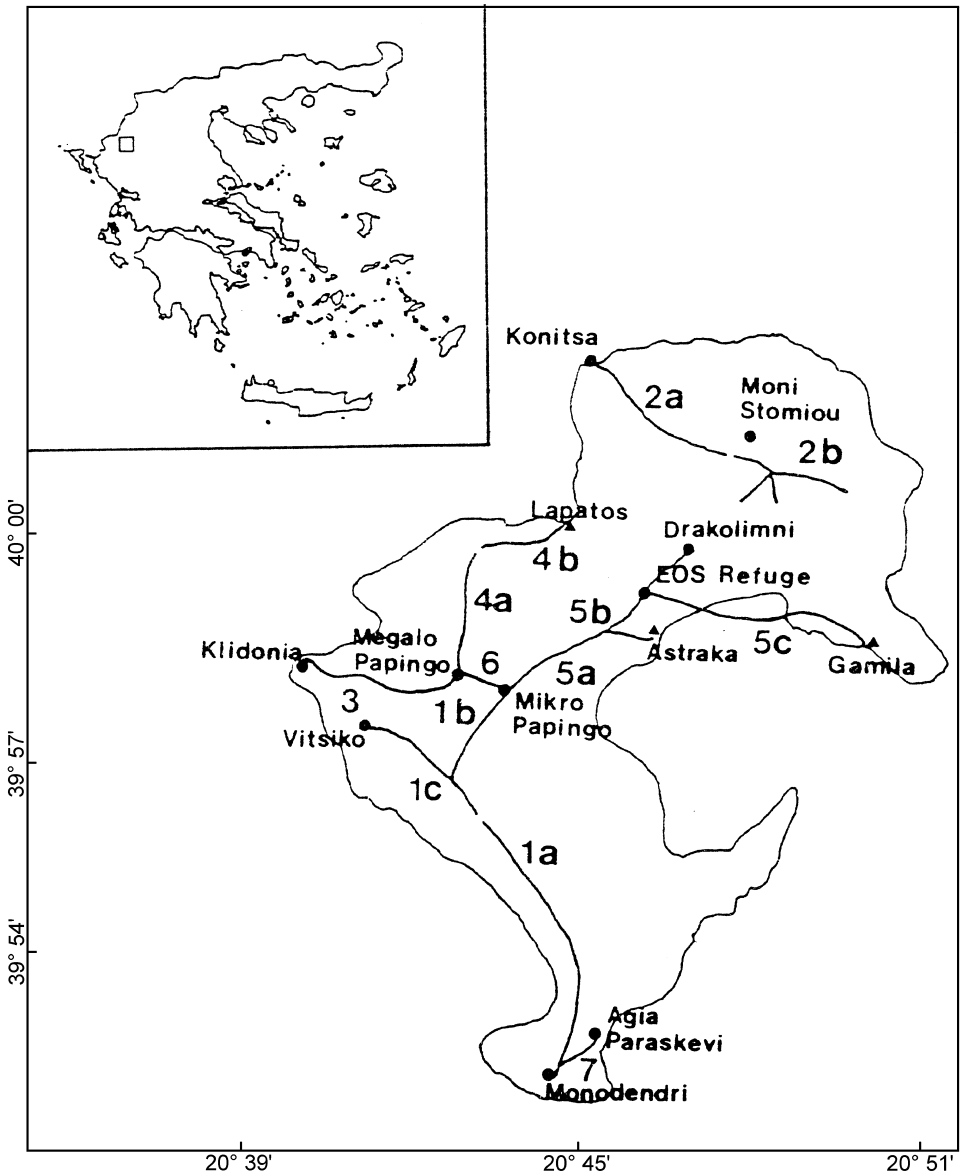 Konitsa
Moni
Stomiou
2a
2b
Lapatos
Drakolimni
4b
EOS Refuge
4a
5b
Klidonia
Megalo
Papingo
6
5a
Astraka
5c
Gamila
3
1b
Mikro
Papingo
Vitsiko
1c
1a
Agia
Paraskevi
7
Monodendri
40° 00'
39° 57'
39° 54'
20° 39'
20° 45'
20° 51'